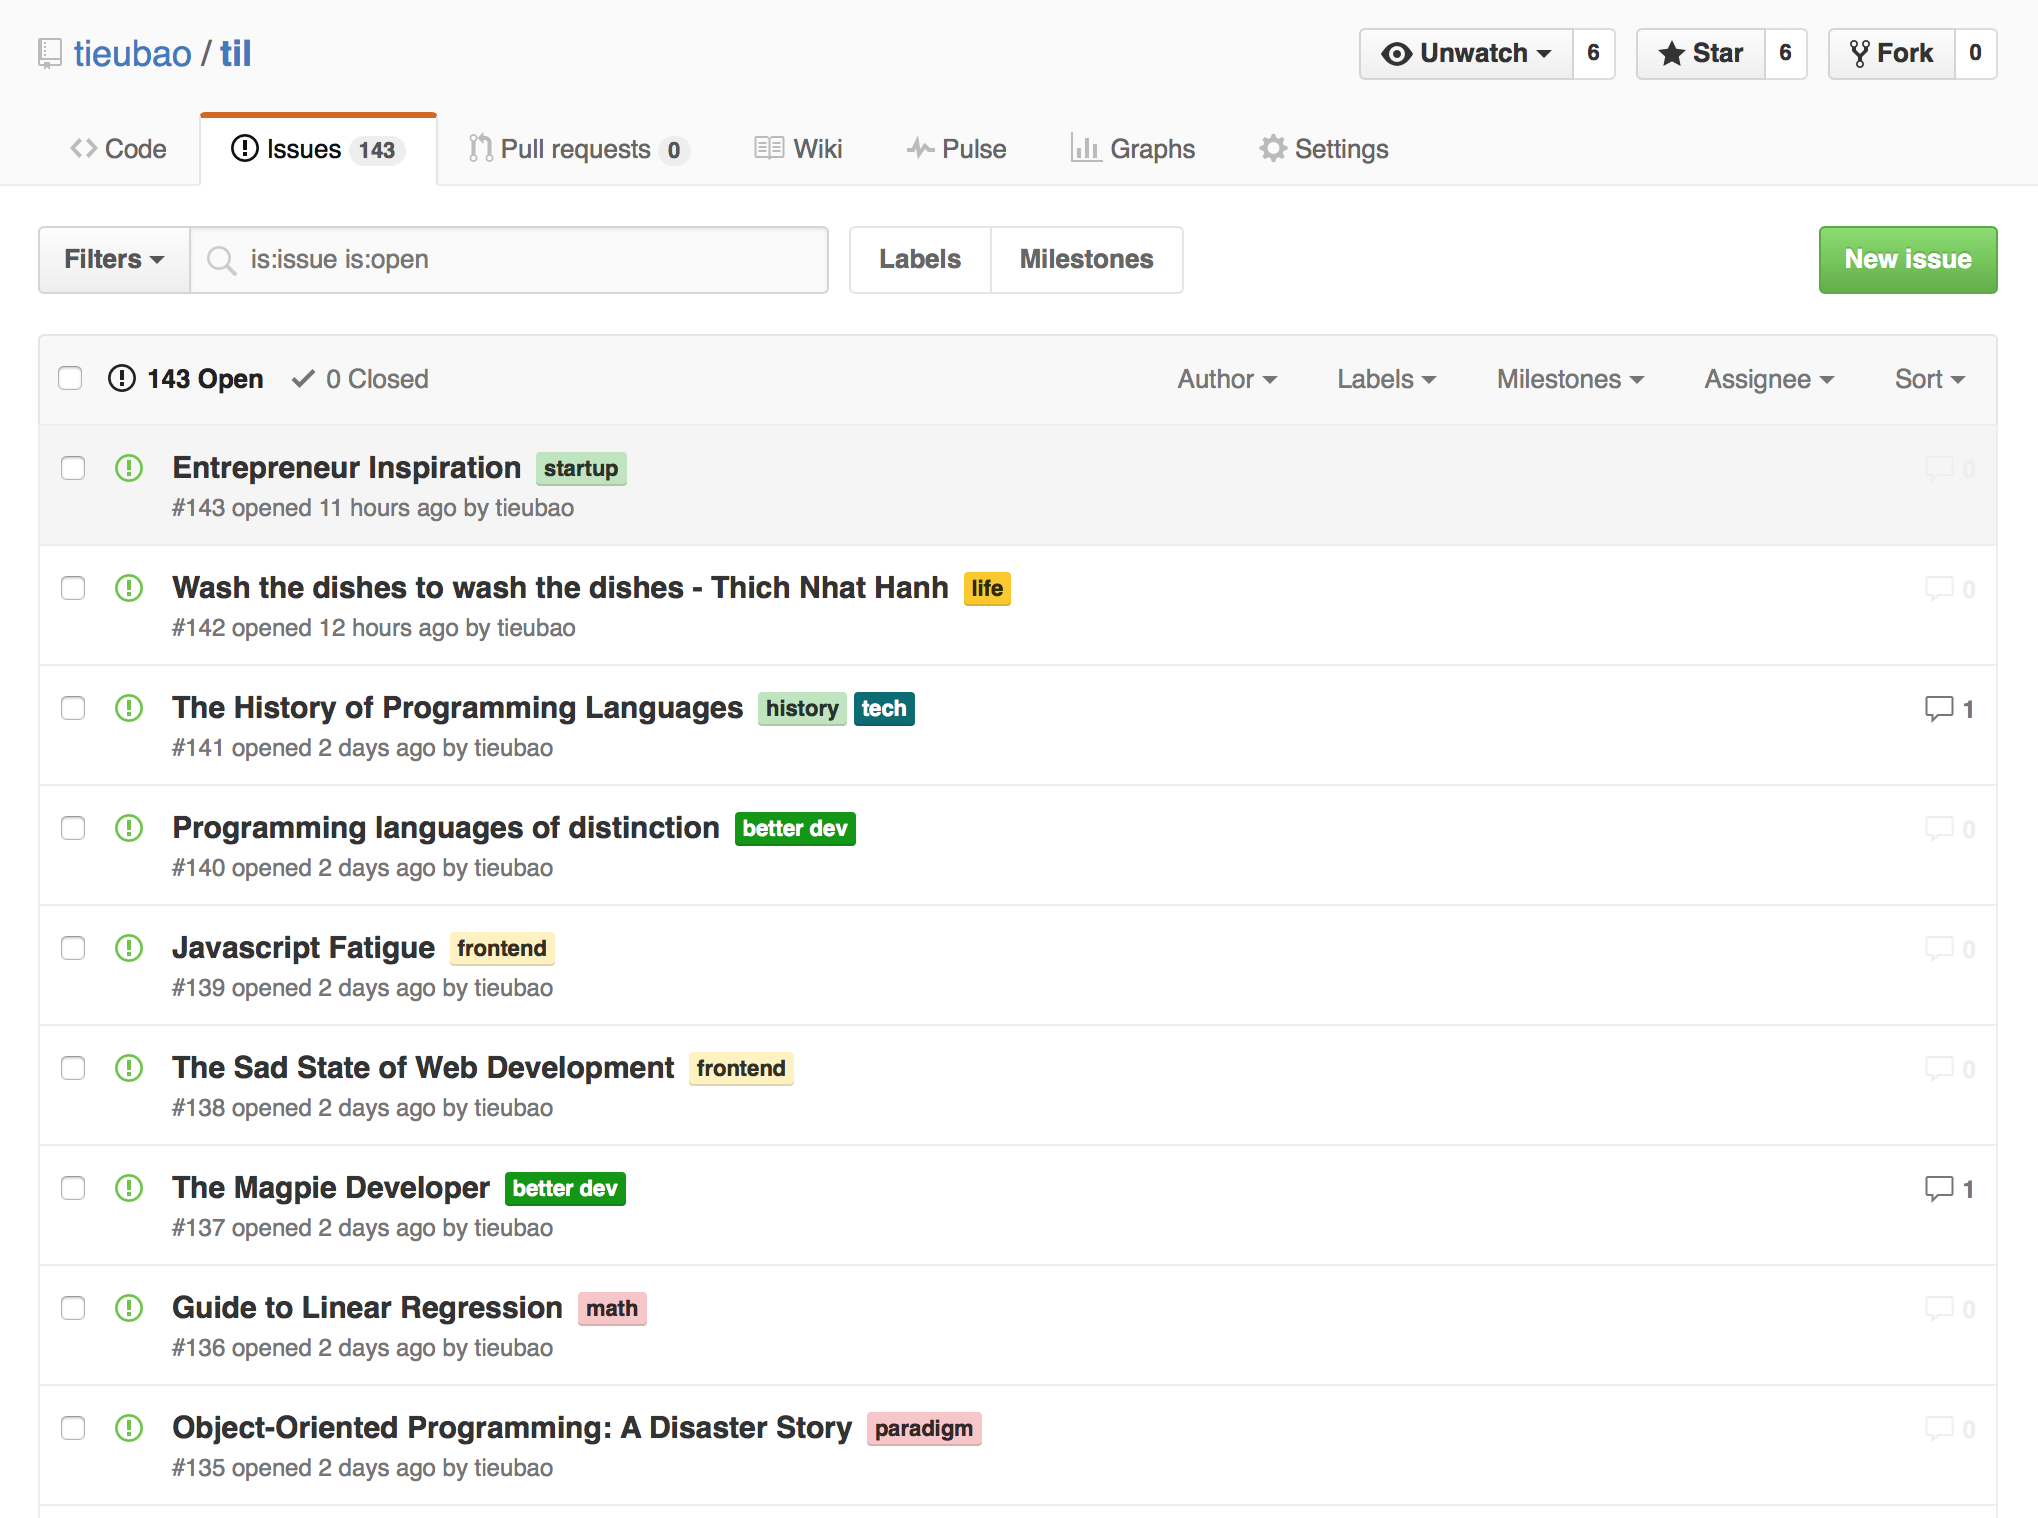 tieubao / til
Unwatch 6 Star 6 Fork 0
Code Issues 143 Pull requests 0 Wiki Pulse Graphs Settings
Filters is:issue is:open Labels Milestones New issue
143 Open 0 Closed Author Labels Milestones Assignee Sort
Entrepreneur Inspiration startup 0
#143 opened 11 hours ago by tieubao
Wash the dishes to wash the dishes - Thich Nhat Hanh life 0
#142 opened 12 hours ago by tieubao
The History of Programming Languages history tech 1
#141 opened 2 days ago by tieubao
Programming languages of distinction better dev 0
#140 opened 2 days ago by tieubao
Javascript Fatigue frontend 0
#139 opened 2 days ago by tieubao
The Sad State of Web Development frontend 0
#138 opened 2 days ago by tieubao
The Magpie Developer better dev 1
#137 opened 2 days ago by tieubao
Guide to Linear Regression math 0
#136 opened 2 days ago by tieubao
Object-Oriented Programming: A Disaster Story paradigm 0
#135 opened 2 days ago by tieubao